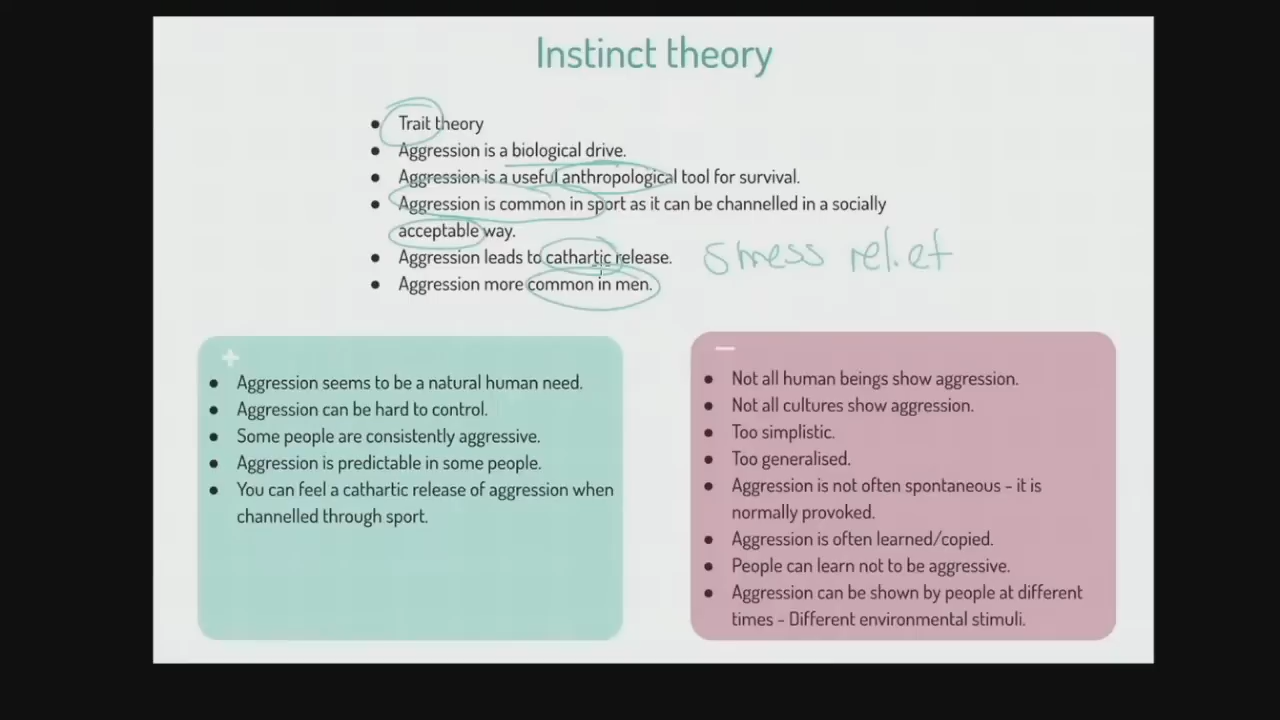 Instinct theory
● Trait theory
● Aggression is a biological drive.
● Aggression is a useful anthropological tool for survival.
● Aggression is common in sport as it can be channelled in a socially
acceptable way.
● Aggression leads to cathartic release. stress relief
● Aggression more common in men.
+
● Aggression seems to be a natural human need.
● Aggression can be hard to control.
● Some people are consistently aggressive.
● Aggression is predictable in some people.
● You can feel a cathartic release of aggression when
channelled through sport.
−
● Not all human beings show aggression.
● Not all cultures show aggression.
● Too simplistic.
● Too generalised.
● Aggression is not often spontaneous - it is
normally provoked.
● Aggression is often learned/copied.
● People can learn not to be aggressive.
● Aggression can be shown by people at different
times - Different environmental stimuli.